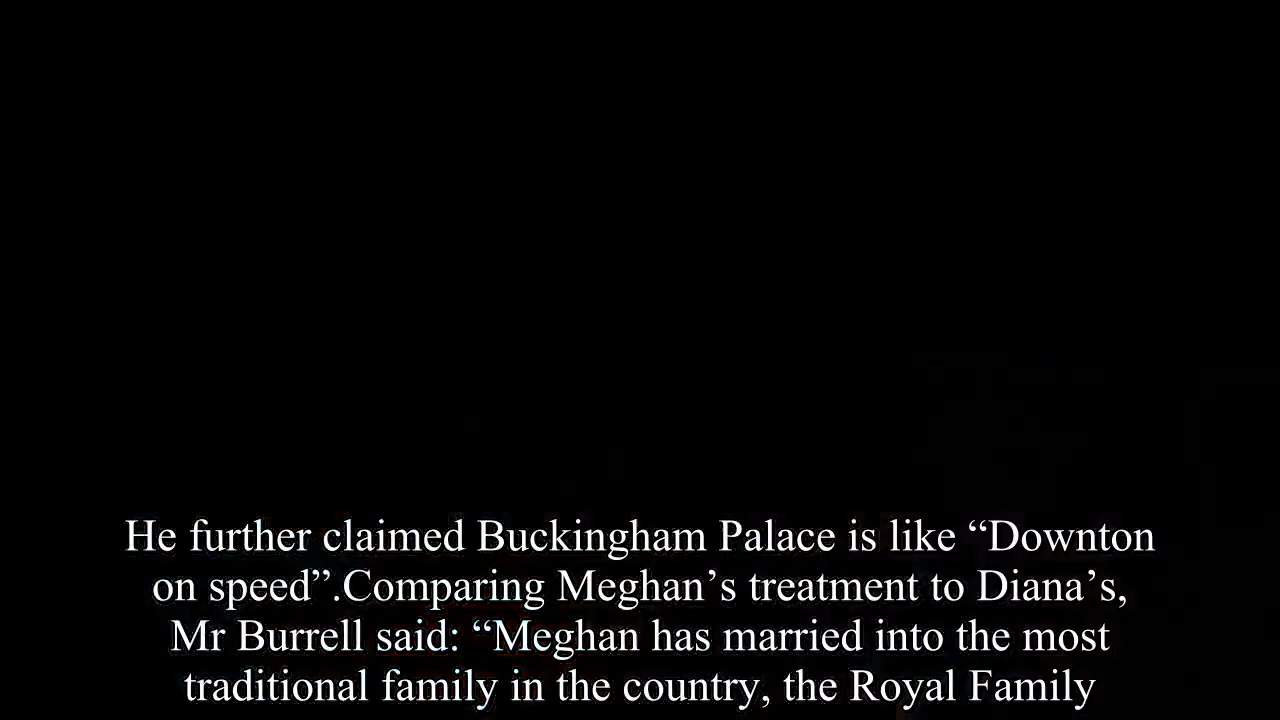 He further claimed Buckingham Palace is like “Downton
on speed”.Comparing Meghan’s treatment to Diana’s,
Mr Burrell said: “Meghan has married into the most
traditional family in the country, the Royal Family